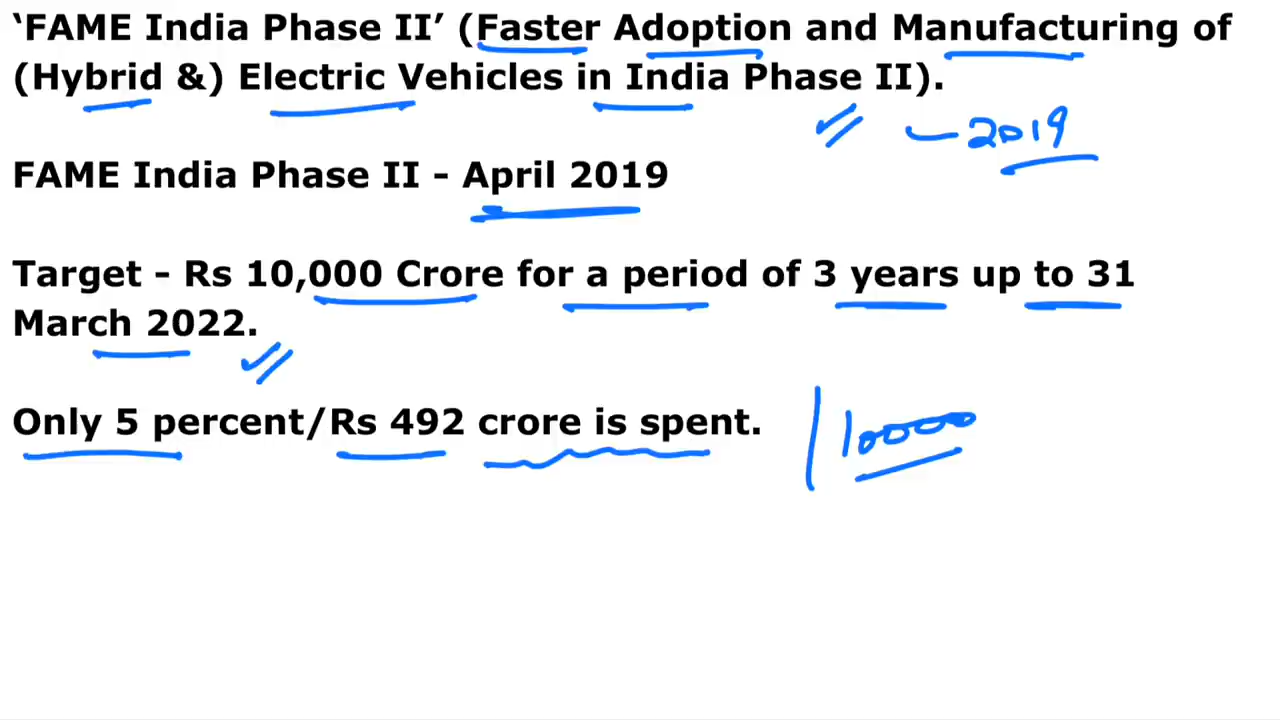 ‘FAME India Phase II’ (Faster Adoption and Manufacturing of
(Hybrid &) Electric Vehicles in India Phase II).
2019
FAME India Phase II - April 2019
Target - Rs 10,000 Crore for a period of 3 years up to 31
March 2022.
Only 5 percent/Rs 492 crore is spent. 10000